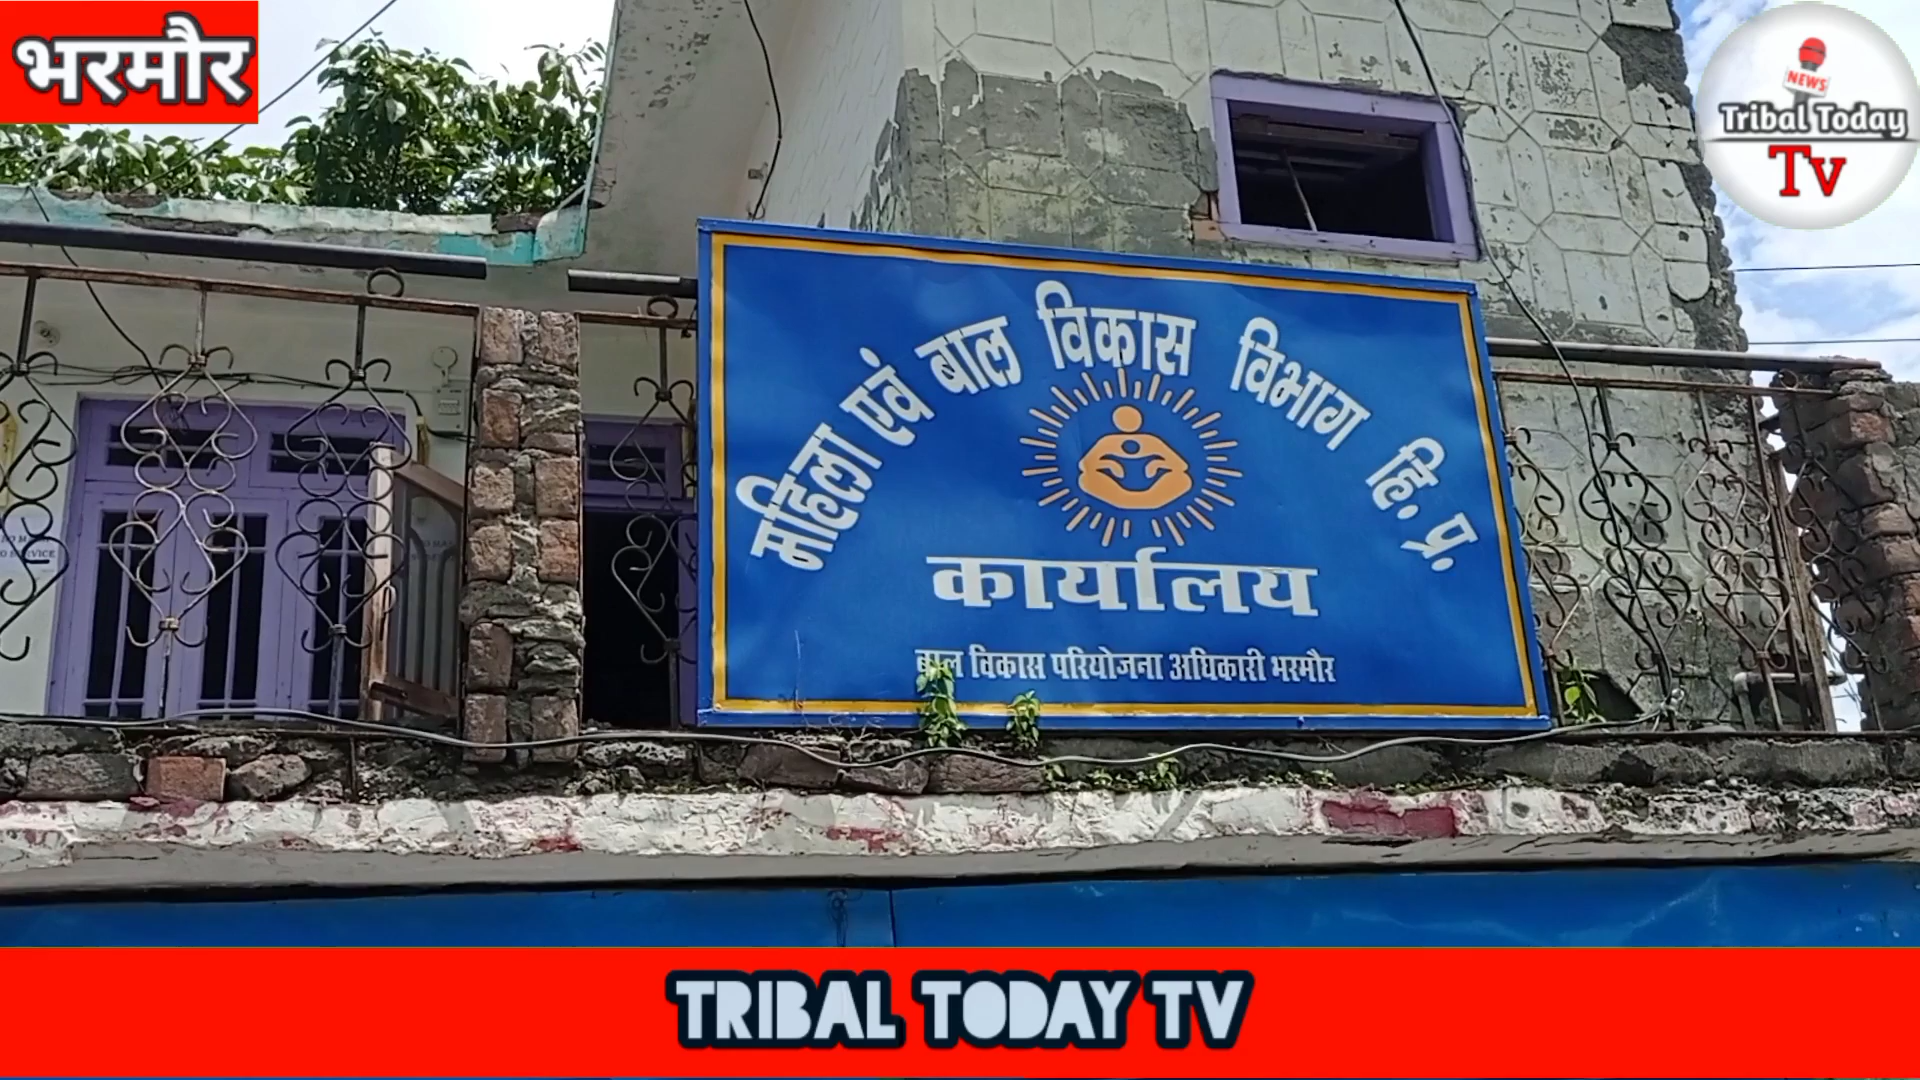 भरमौर
NEWS
Tribal Today
Tv
महिला एवं बाल विकास विभाग हि. प्र.
कार्यालय
बाल विकास परियोजना अधिकारी भरमौर
TRIBAL TODAY TV